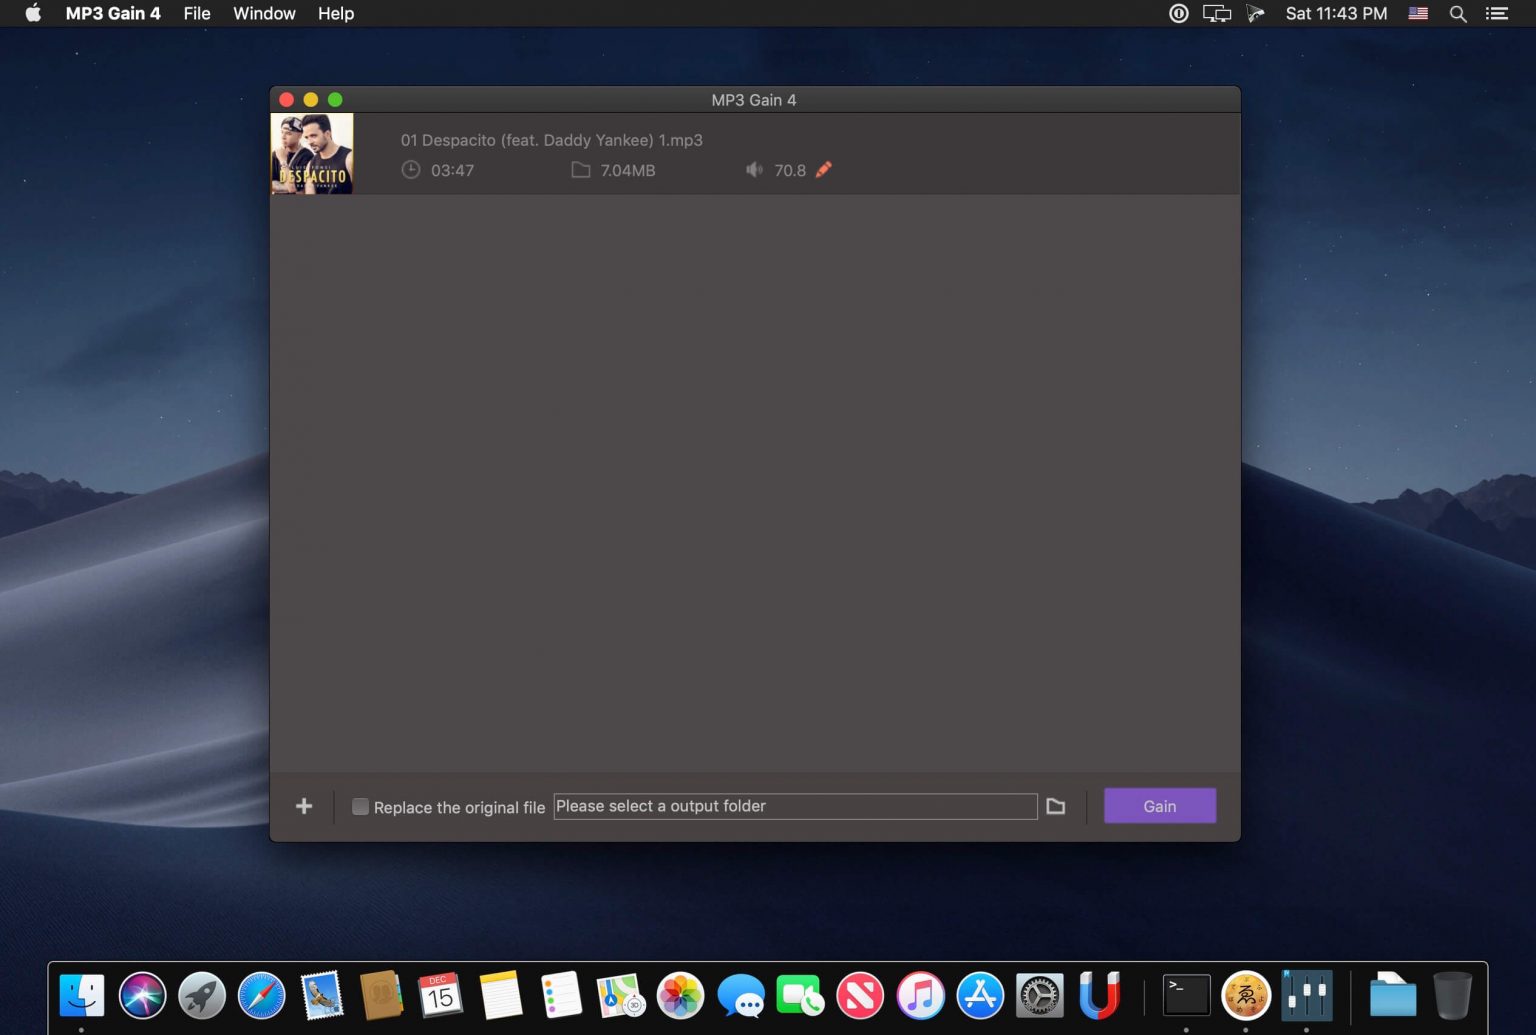 MP3 Gain 4 File Window Help Sat 11:43 PM
MP3 Gain 4
01 Despacito (feat. Daddy Yankee) 1.mp3
03:47 7.04MB 70.8
DESPACITO
Replace the original file Please select a output folder Gain
DEC
15
3D
>_